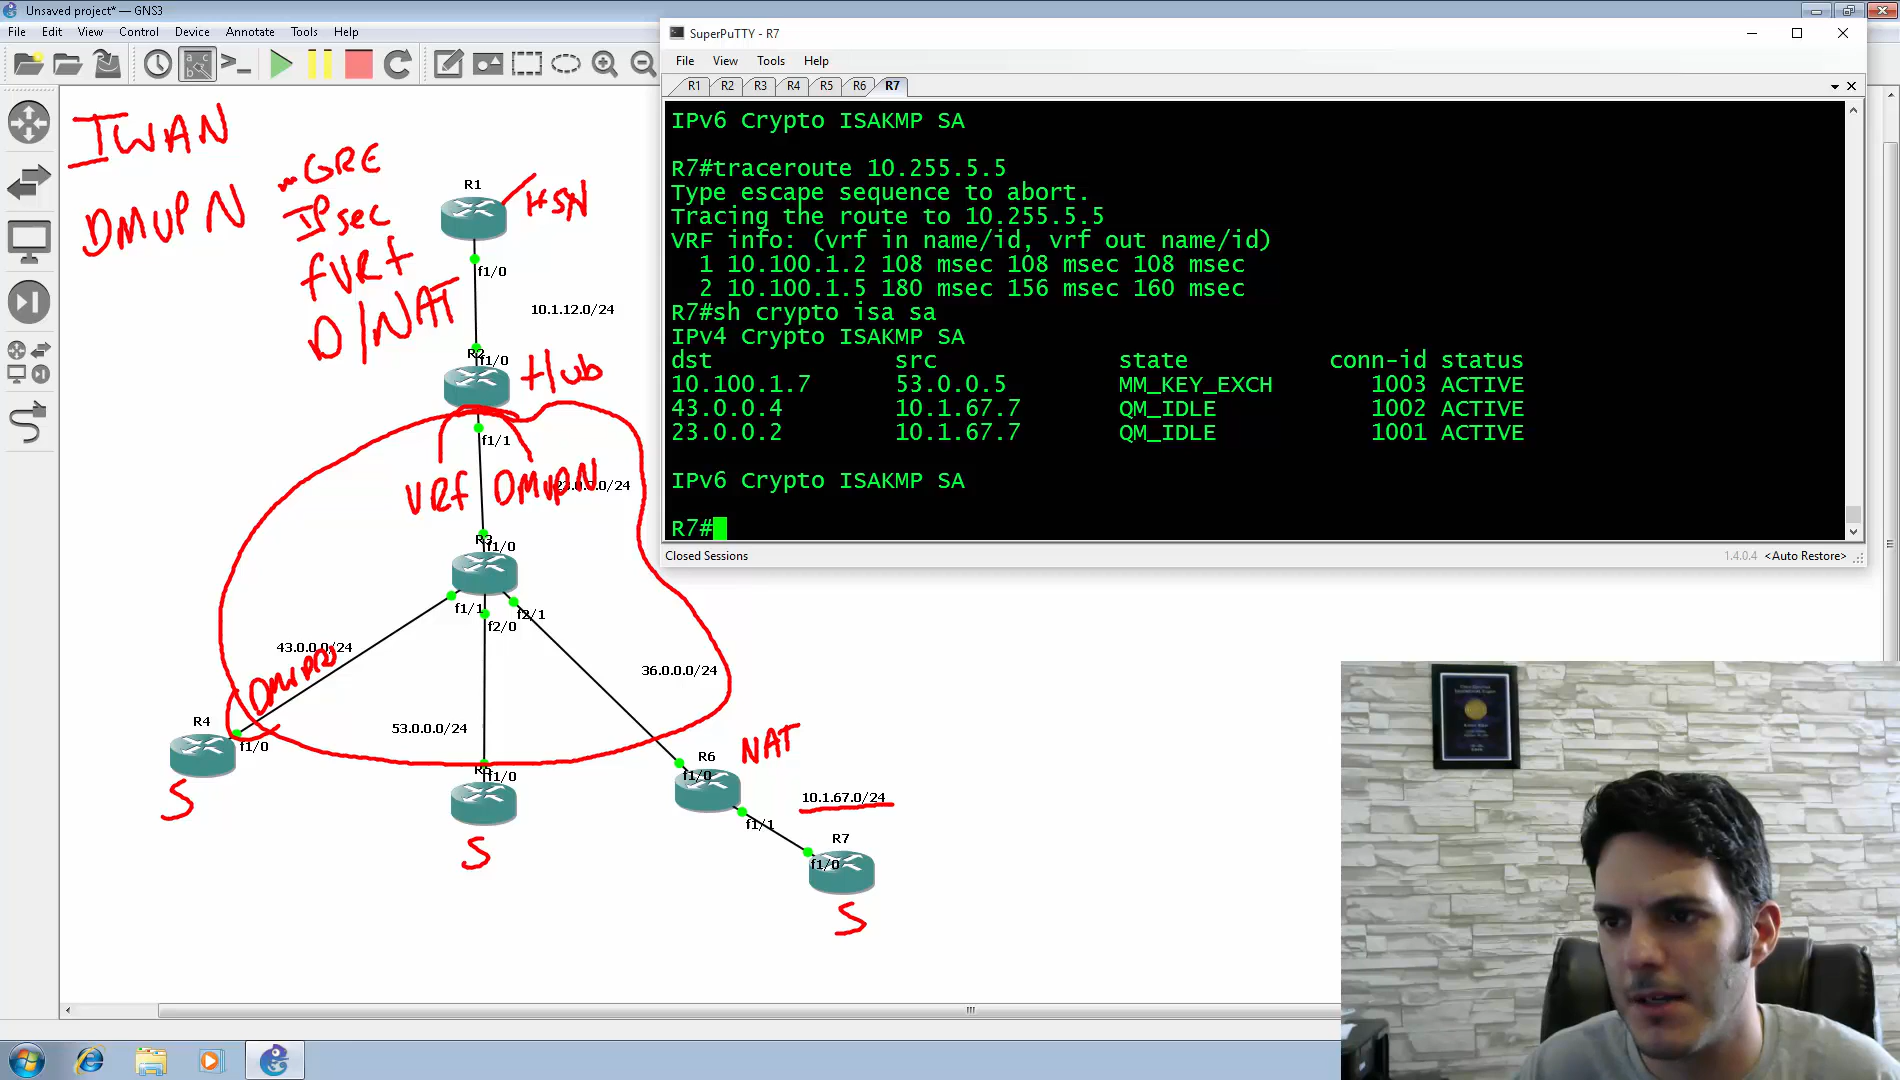 Unsaved project* — GNS3
File Edit View Control Device Annotate Tools Help
IWAN
DMVPN
mGRE
IPsec
fVRf
D/NAT
R1
HSN
f1/0
10.1.12.0/24
R2
f1/0
Hub
f1/1
VRf DMVPN
23.0.0.0/24
R3
f1/0
f1/1
f2/0
f2/1
43.0.0.0/24
36.0.0.0/24
53.0.0.0/24
R4
f1/0
S
R5
f1/0
S
NAT
R6
f1/0
10.1.67.0/24
f1/1
R7
f1/0
S
SuperPuTTY - R7
File View Tools Help
R1 R2 R3 R4 R5 R6 R7
IPv6 Crypto ISAKMP SA
R7#traceroute 10.255.5.5
Type escape sequence to abort.
Tracing the route to 10.255.5.5
VRF info: (vrf in name/id, vrf out name/id)
1 10.100.1.2 108 msec 108 msec 108 msec
2 10.100.1.5 180 msec 156 msec 160 msec
R7#sh crypto isa sa
IPv4 Crypto ISAKMP SA
dst src state conn-id status
10.100.1.7 53.0.0.5 MM_KEY_EXCH 1003 ACTIVE
43.0.0.4 10.1.67.7 QM_IDLE 1002 ACTIVE
23.0.0.2 10.1.67.7 QM_IDLE 1001 ACTIVE
IPv6 Crypto ISAKMP SA
R7#
Closed Sessions
1.4.0.4 <Auto Restore>